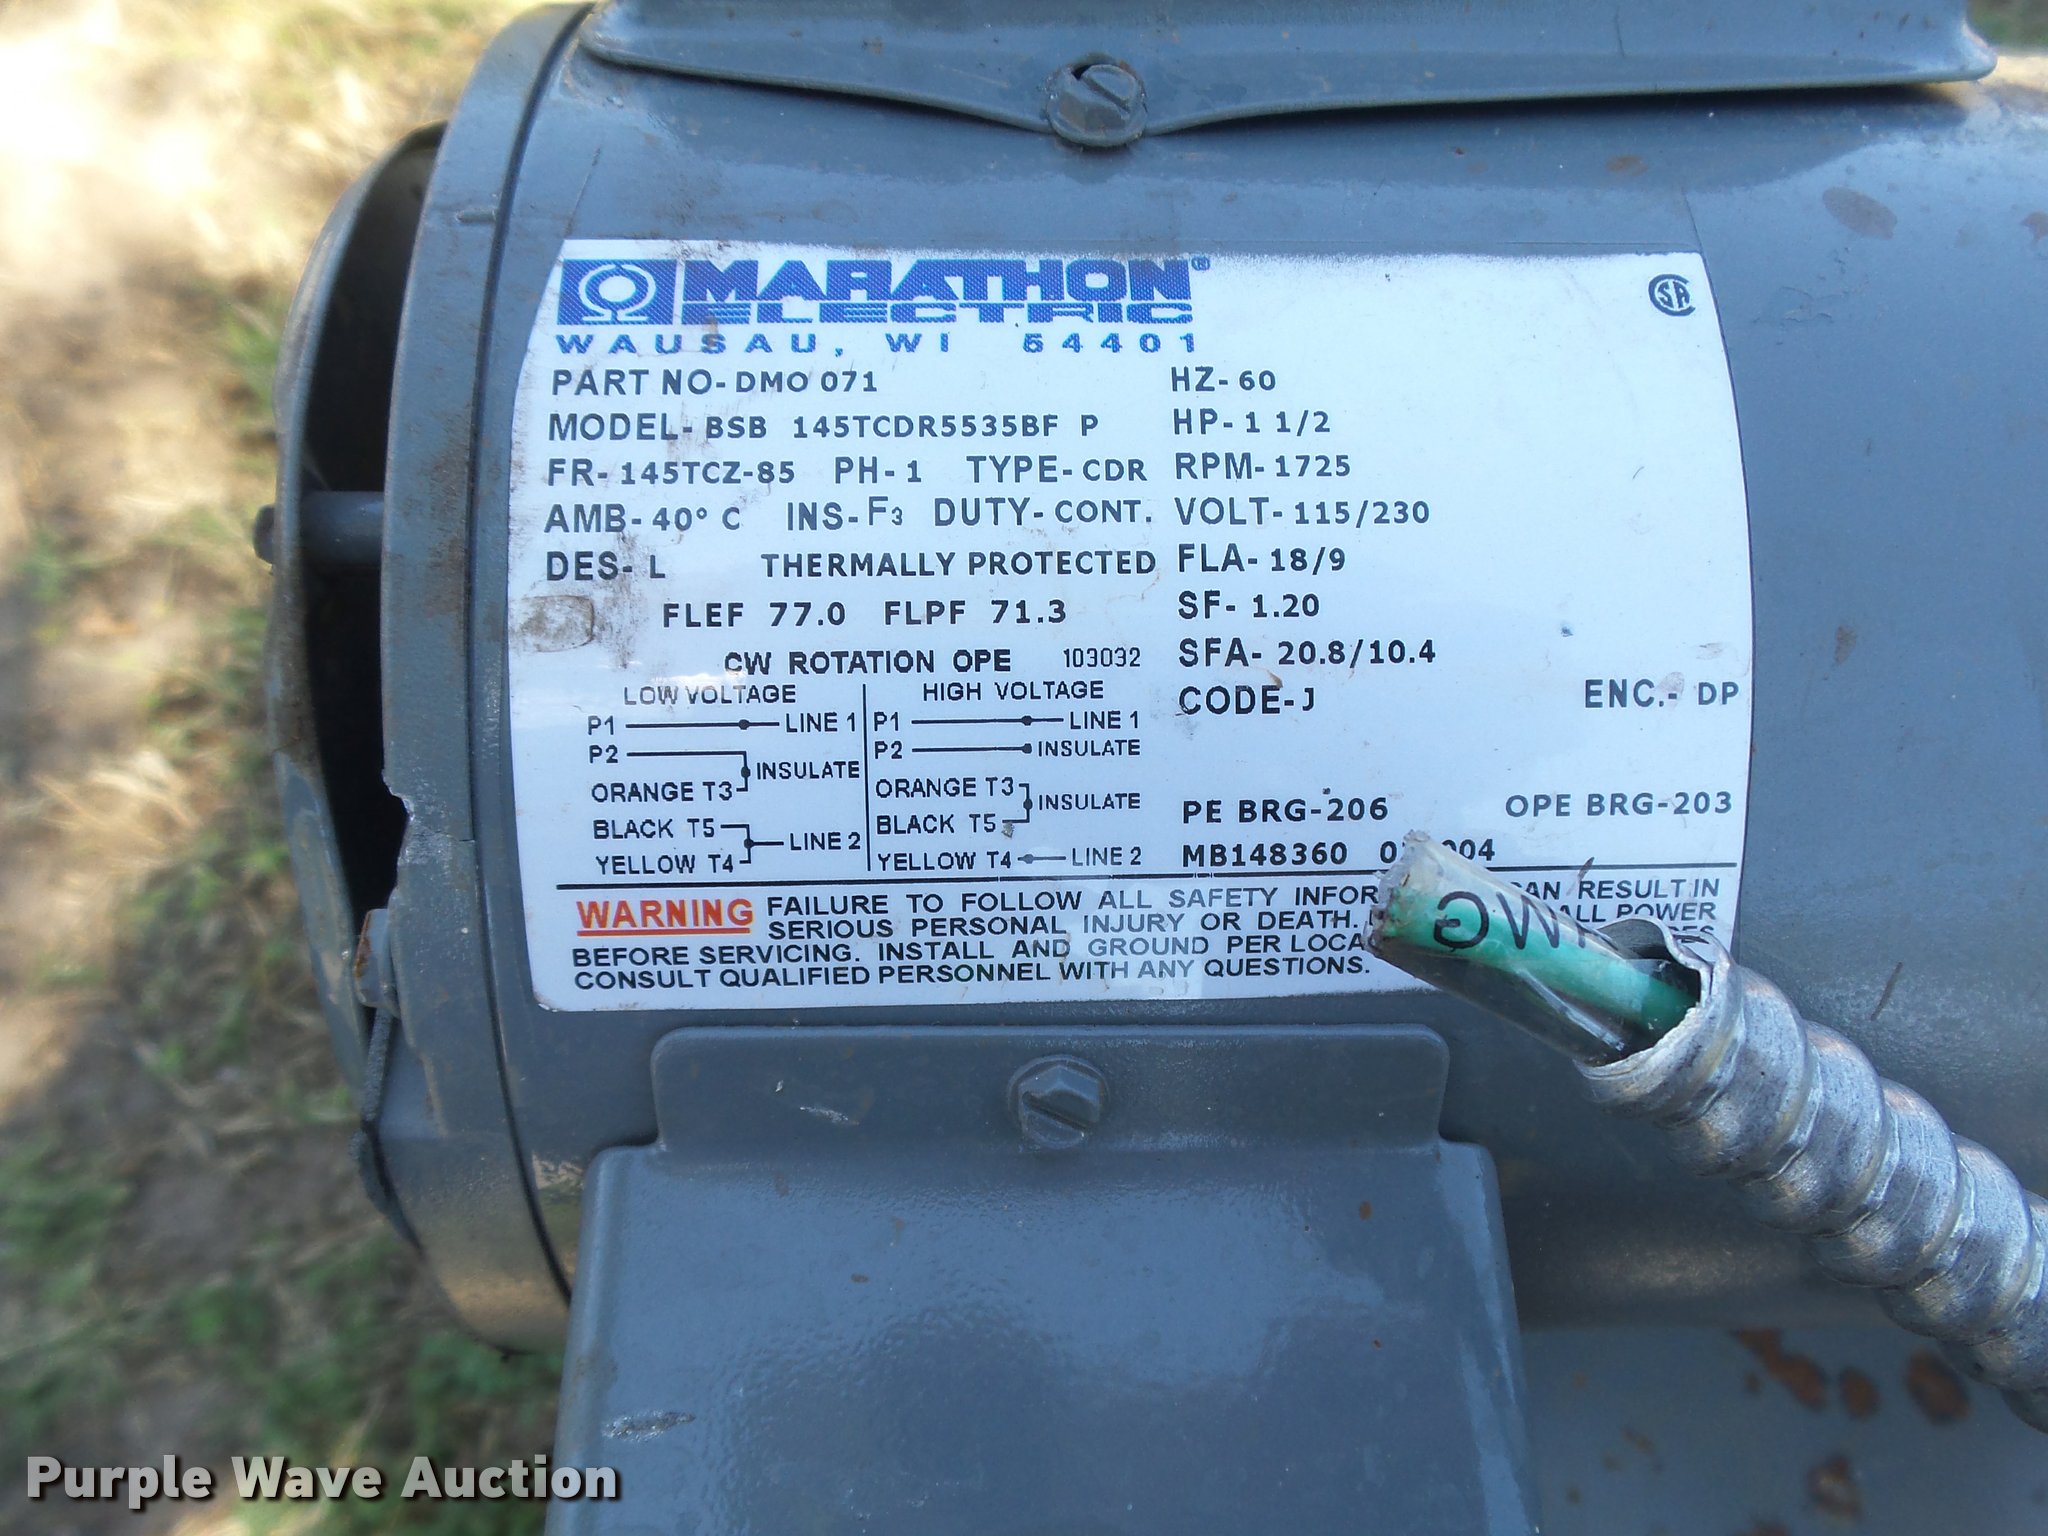 MARATHON®
ELECTRIC
WAUSAU, WI 54401
CSA
PART NO- DMO 071 HZ- 60
MODEL- BSB 145TCDR5535BF P HP- 1 1/2
FR- 145TCZ-85 PH- 1 TYPE- CDR RPM- 1725
AMB- 40° C INS- F3 DUTY- CONT. VOLT- 115/230
DES- L THERMALLY PROTECTED FLA- 18/9
FLEF 77.0 FLPF 71.3 SF- 1.20
CW ROTATION OPE 103032 SFA- 20.8/10.4
CODE-J ENC.- DP
LOW VOLTAGE
P1 LINE 1
P2
INSULATE
ORANGE T3
BLACK T5
LINE 2
YELLOW T4
HIGH VOLTAGE
P1 LINE 1
P2 INSULATE
ORANGE T3
INSULATE
BLACK T5
YELLOW T4 LINE 2
PE BRG-206 OPE BRG-203
MB148360
WARNING FAILURE TO FOLLOW ALL SAFETY RESULT IN
SERIOUS PERSONAL INJURY OR DEATH. ALL POWER
BEFORE SERVICING. INSTALL AND GROUND PER
CONSULT QUALIFIED PERSONNEL WITH ANY QUESTIONS.
Purple Wave Auction